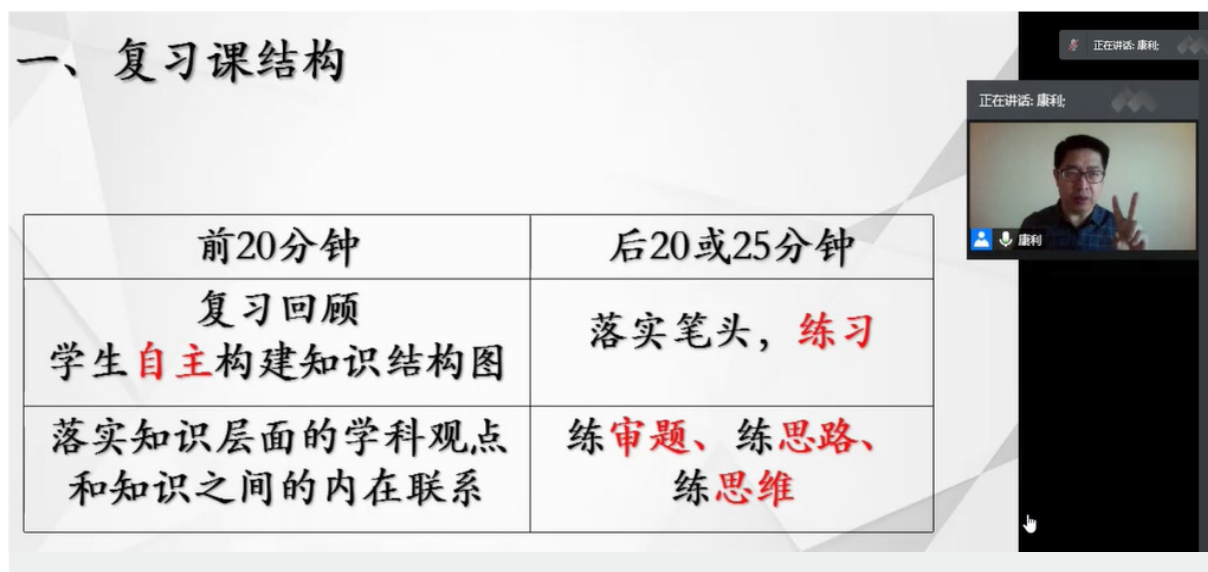 一、复习课结构
前20分钟
后20或25分钟
复习回顾
学生自主构建知识结构图
落实笔头，练习
落实知识层面的学科观点
和知识之间的内在联系
练审题、练思路、
练思维
正在讲话: 康利;
正在讲话: 康利;
康利